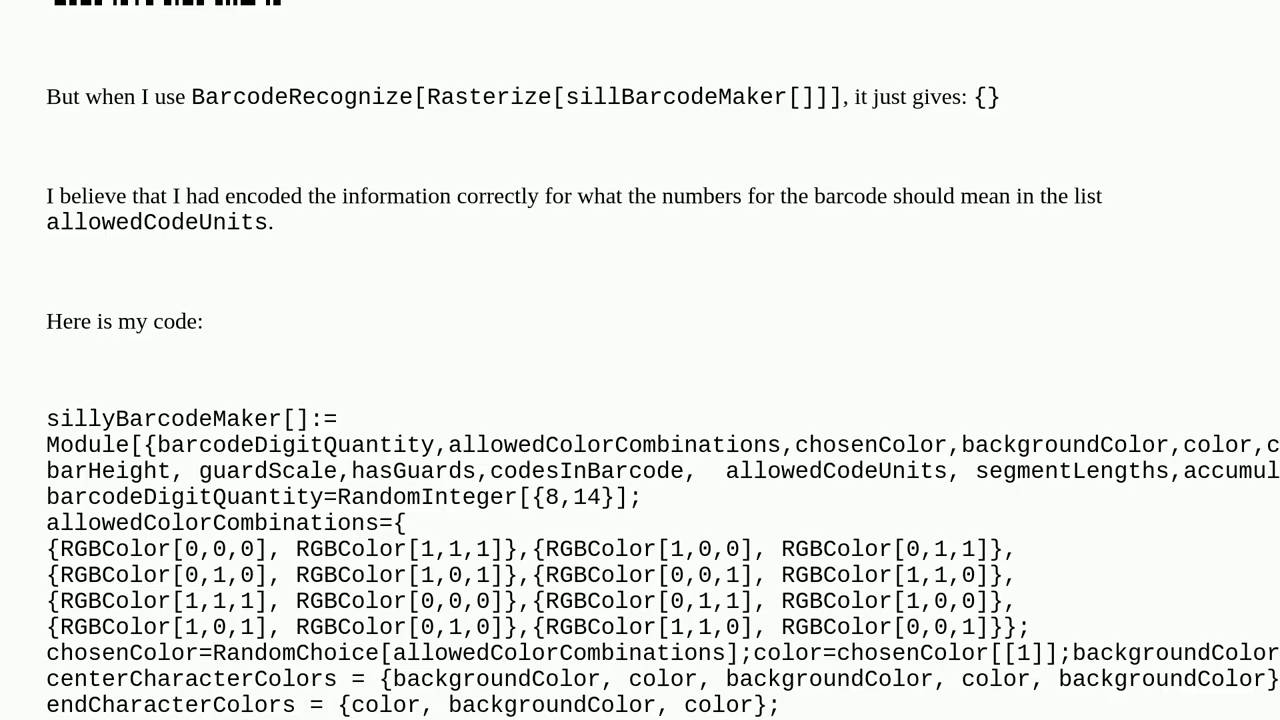 But when I use BarcodeRecognize[Rasterize[sillBarcodeMaker[]]], it just gives: {}
I believe that I had encoded the information correctly for what the numbers for the barcode should mean in the list
allowedCodeUnits.
Here is my code:
sillyBarcodeMaker[]:=
Module[{barcodeDigitQuantity,allowedColorCombinations,chosenColor,backgroundColor,color,c
barHeight, guardScale,hasGuards,codesInBarcode,  allowedCodeUnits, segmentLengths,accumul
barcodeDigitQuantity=RandomInteger[{8,14}];
allowedColorCombinations={
{RGBColor[0,0,0], RGBColor[1,1,1]},{RGBColor[1,0,0], RGBColor[0,1,1]},
{RGBColor[0,1,0], RGBColor[1,0,1]},{RGBColor[0,0,1], RGBColor[1,1,0]},
{RGBColor[1,1,1], RGBColor[0,0,0]},{RGBColor[0,1,1], RGBColor[1,0,0]},
{RGBColor[1,0,1], RGBColor[0,1,0]},{RGBColor[1,1,0], RGBColor[0,0,1]}};
chosenColor=RandomChoice[allowedColorCombinations];color=chosenColor[[1]];backgroundColor
centerCharacterColors = {backgroundColor, color, backgroundColor, color, backgroundColor}
endCharacterColors = {color, backgroundColor, color};